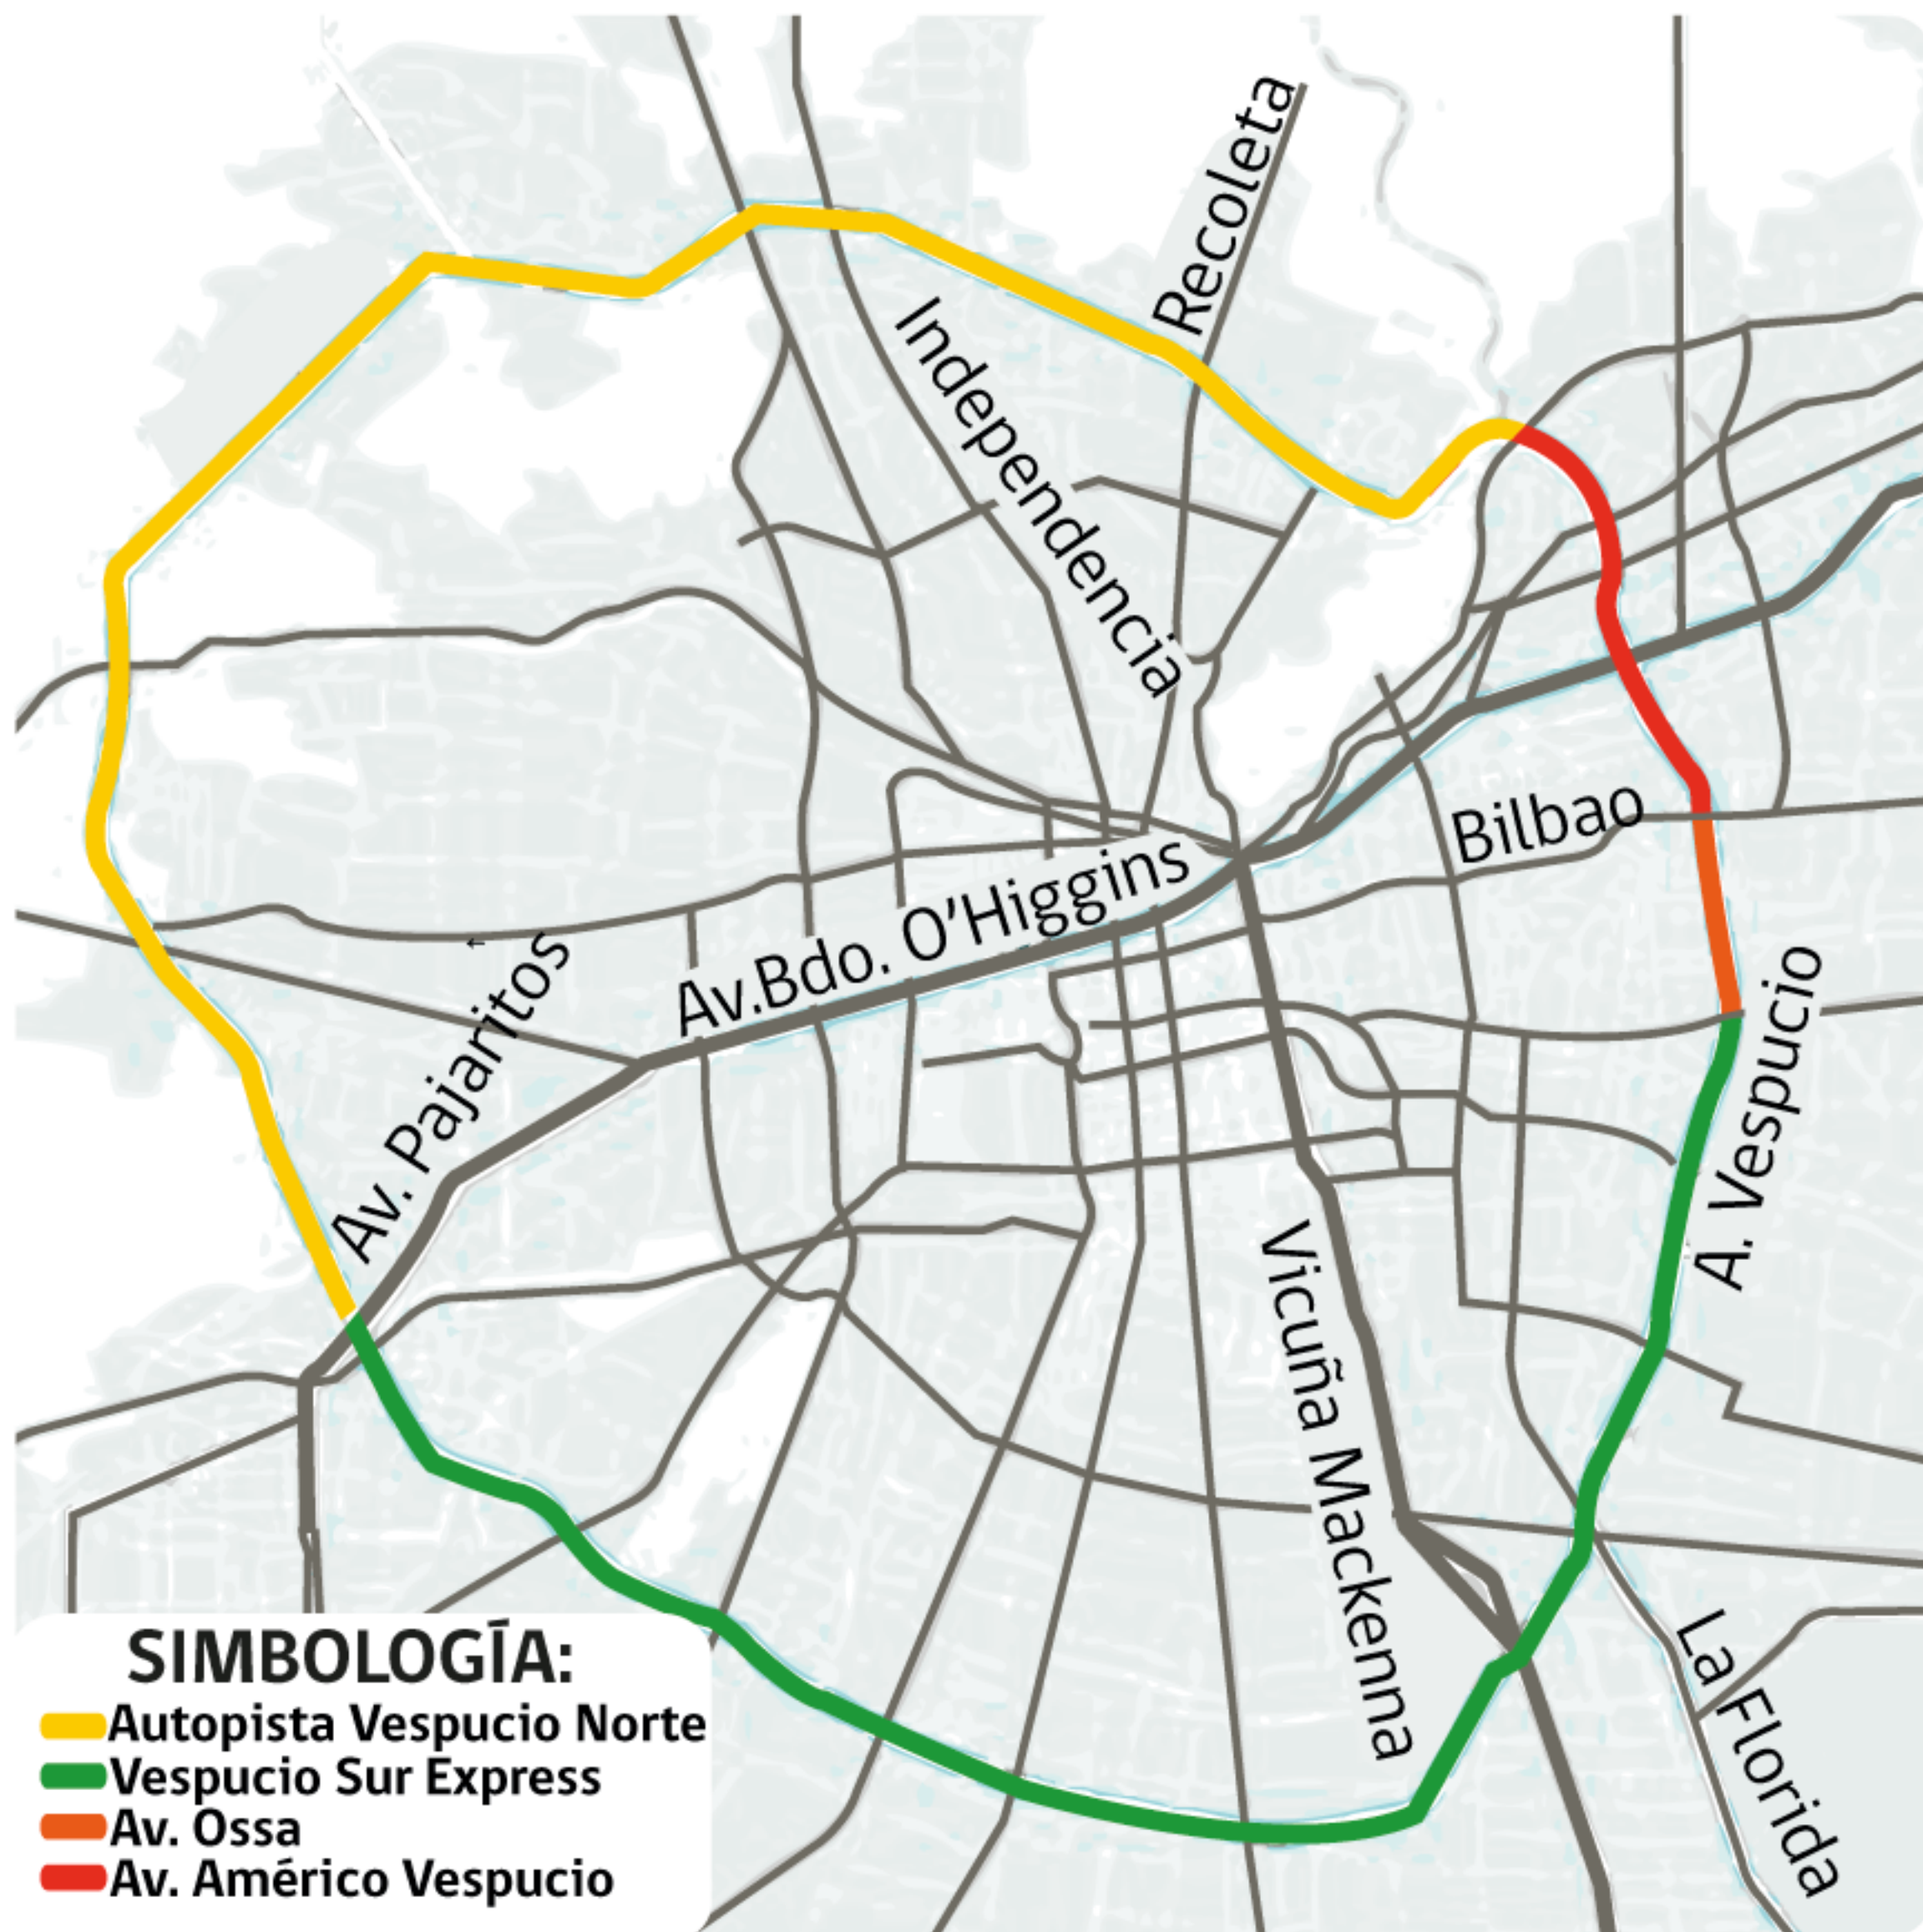 Recoleta
Independencia
Bilbao
Av.Bdo. O'Higgins
Av. Pajaritos
A. Vespucio
Vicuña Mackenna
La Florida
SIMBOLOGÍA:
Autopista Vespucio Norte
Vespucio Sur Express
Av. Ossa
Av. Américo Vespucio